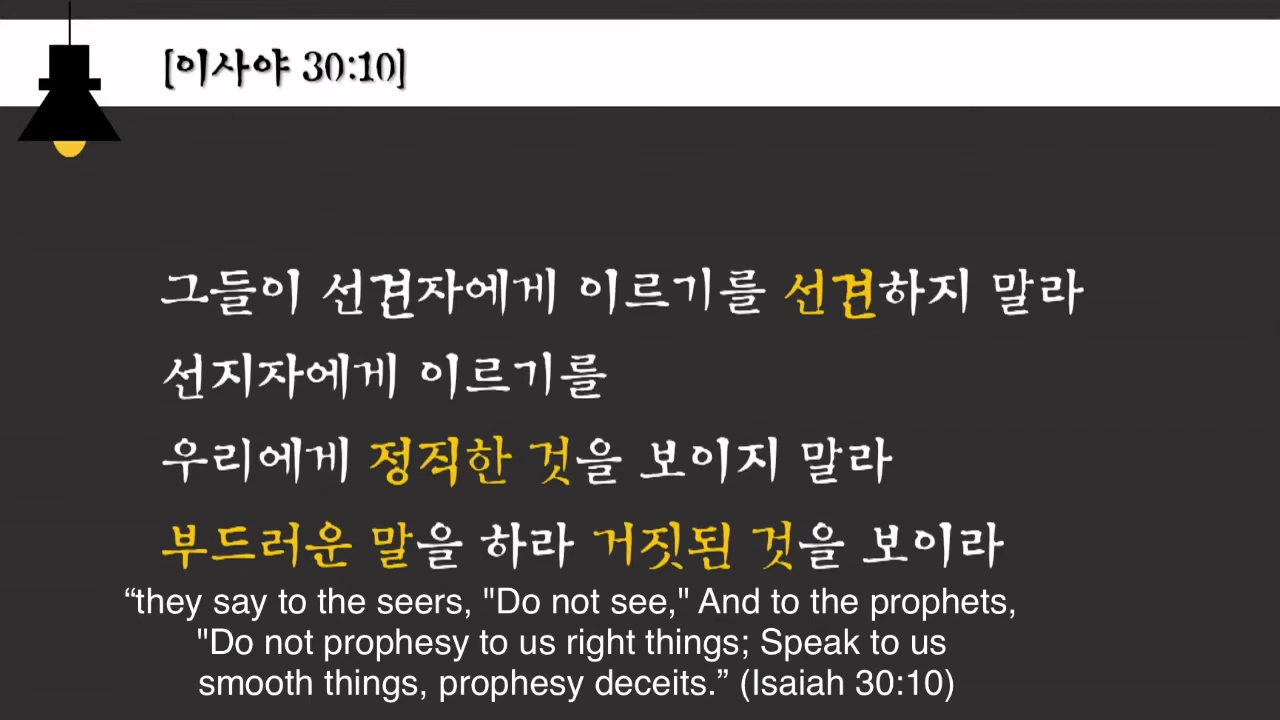 [이사야 30:10]
그들이 선견자에게 이르기를 선견하지 말라
선지자에게 이르기를
우리에게 정직한 것을 보이지 말라
부드러운 말을 하라 거짓된 것을 보이라
“they say to the seers, "Do not see," And to the prophets,
"Do not prophesy to us right things; Speak to us
smooth things, prophesy deceits.” (Isaiah 30:10)